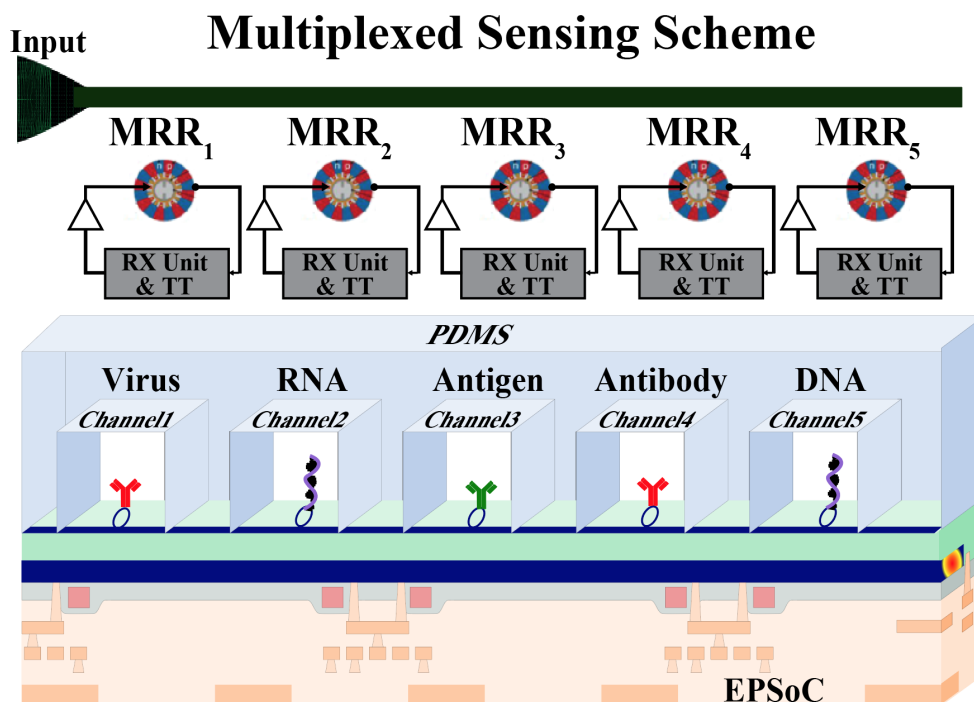 Multiplexed Sensing Scheme
Input
MRR1 MRR2 MRR3 MRR4 MRR5
n p n p n p n p n p
RX Unit RX Unit RX Unit RX Unit RX Unit
& TT & TT & TT & TT & TT
PDMS
Virus RNA Antigen Antibody DNA
Channel1 Channel2 Channel3 Channel4 Channel5
EPSoC